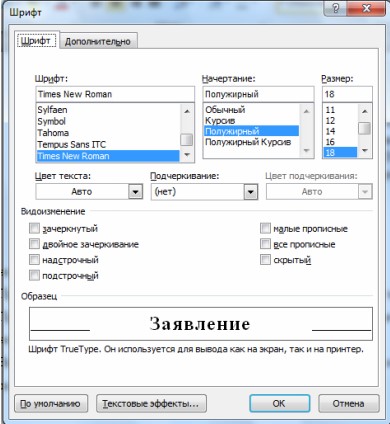 Шрифт
Шрифт Дополнительно
Шрифт: Начертание: Размер:
Times New Roman Полужирный 18
Sylfaen Обычный 11
Symbol Курсив 12
Tahoma Полужирный 14
Tempus Sans ITC Полужирный Курсив 16
Times New Roman 18
Цвет текста: Подчеркивание: Цвет подчеркивания:
Авто (нет) Авто
Видоизменение
зачеркнутый малые прописные
двойное зачеркивание все прописные
надстрочный скрытый
подстрочный
Образец
Заявление
Шрифт TrueType. Он используется для вывода как на экран, так и на принтер.
По умолчанию Текстовые эффекты... ОК Отмена